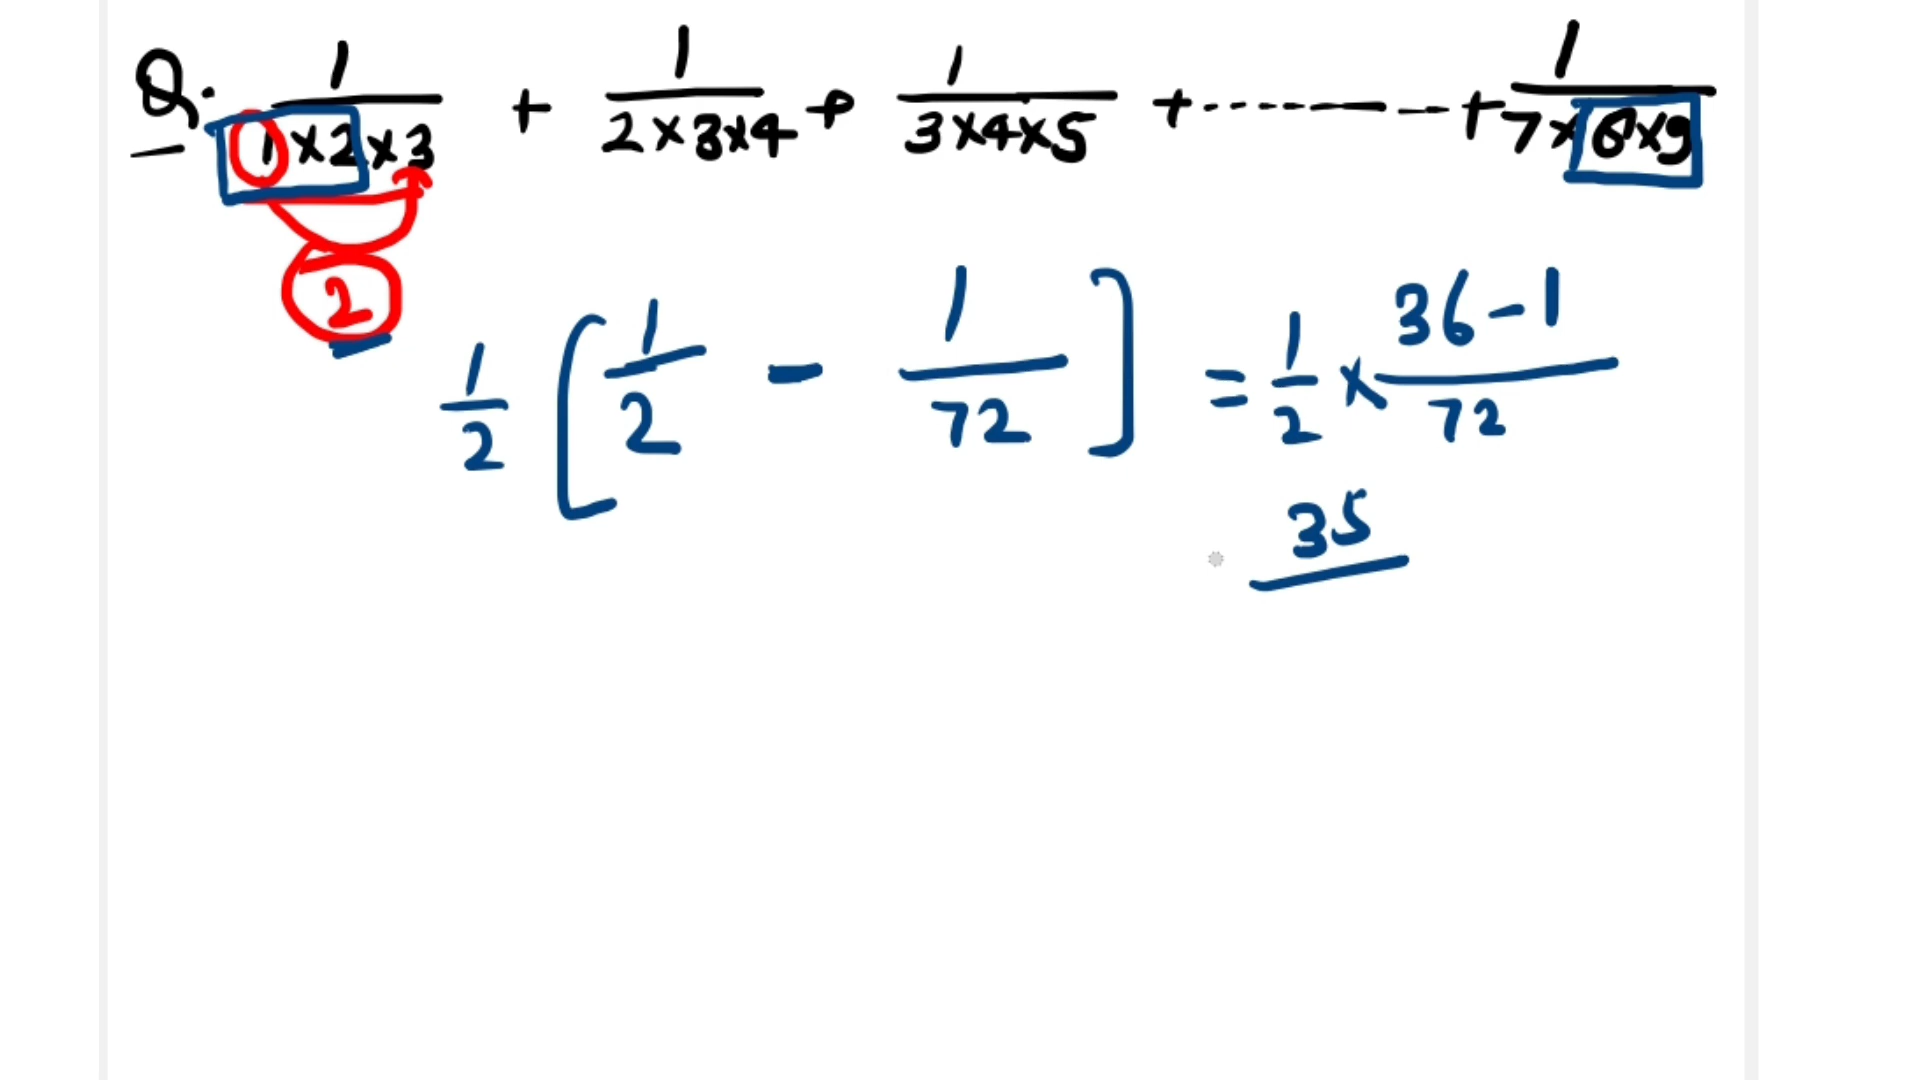 Q. 1/(1×2×3) + 1/(2×3×4) + 1/(3×4×5) + ------- + 1/(7×8×9)
2
1/2 [ 1/2 - 1/72 ] = 1/2 × (36-1)/72
35